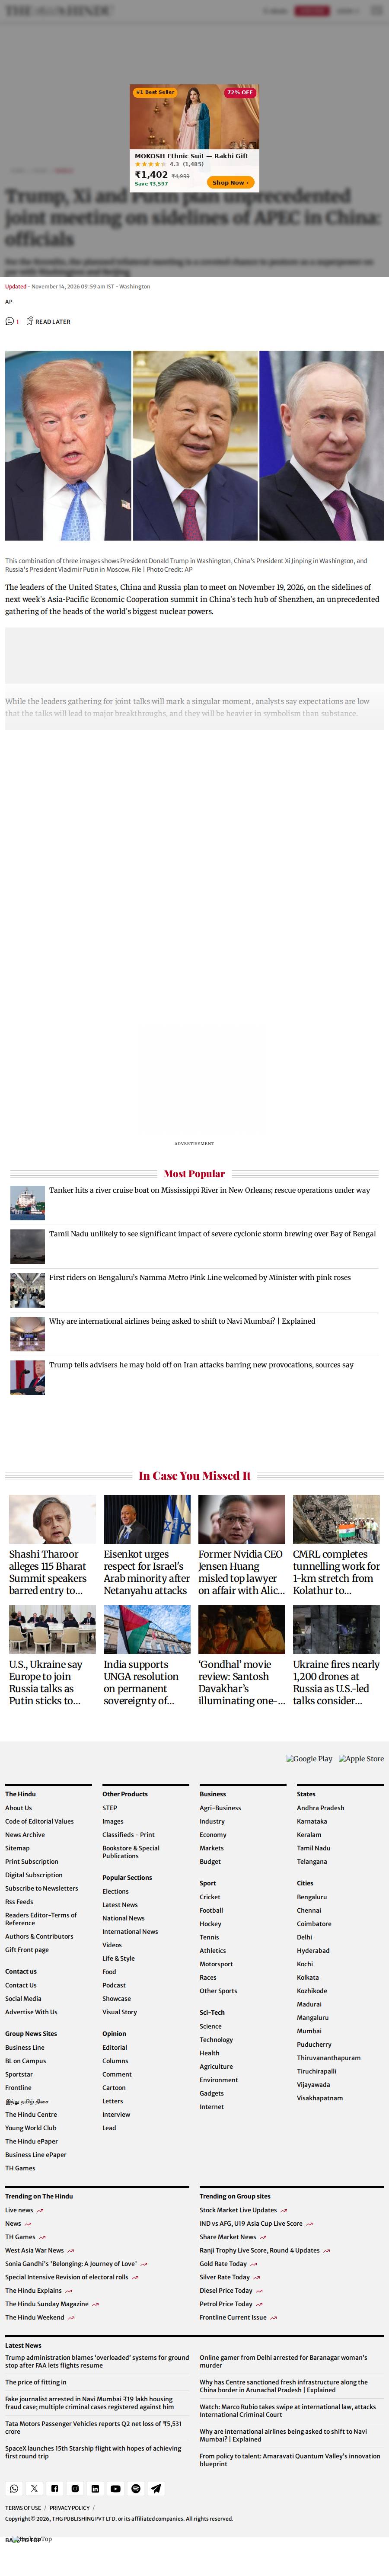 THE HINDU
#1 Best Seller
72% OFF
MOKOSH Ethnic Suit — Rakhi Gift
4.3 (1,485)
₹1,402 ₹4,999
Save ₹3,597
Shop Now ›
joint meeting on APEC in China:
officials
Updated - November 14, 2026 09:59 am IST - Washington
AP
1 READ LATER
This combination of three images shows President Donald Trump in Washington, China's President Xi Jinping in Washington, and
Russia's President Vladimir Putin in Moscow. File | Photo Credit: AP
The leaders of the United States, China and Russia plan to meet on November 19, 2026, on the sidelines of
next week's Asia-Pacific Economic Cooperation summit in China's tech hub of Shenzhen, an unprecedented
gathering of the heads of the world's biggest nuclear powers.
While the leaders gathering for joint talks will mark a singular moment, analysts say expectations are low
that the talks will lead to major breakthroughs, and they will be heavier in symbolism than substance.
ADVERTISEMENT
Most Popular
Tanker hits a river cruise boat on Mississippi River in New Orleans; rescue operations under way
Tamil Nadu unlikely to see significant impact of severe cyclonic storm brewing over Bay of Bengal
First riders on Bengaluru's Namma Metro Pink Line welcomed by Minister with pink roses
Why are international airlines being asked to shift to Navi Mumbai? | Explained
Trump tells advisers he may hold off on Iran attacks barring new provocations, sources say
In Case You Missed It
Shashi Tharoor
alleges 115 Bharat
Summit speakers
barred entry to...
Eisenkot urges
respect for Israel's
Arab minority after
Netanyahu attacks
Former Nvidia CEO
Jensen Huang
misled top lawyer
on affair with Alic...
CMRL completes
tunnelling work for
1-km stretch from
Kolathur to...
U.S., Ukraine say
Europe to join
Russia talks as
Putin sticks to...
India supports
UNGA resolution
on permanent
sovereignty of...
‘Gondhal’ movie
review: Santosh
Davakhar’s
illuminating one-...
Ukraine fires nearly
1,200 drones at
Russia as U.S.-led
talks consider...
Google Play Apple Store
The Hindu
About Us
Code of Editorial Values
News Archive
Sitemap
Print Subscription
Digital Subscription
Subscribe to Newsletters
Rss Feeds
Readers Editor-Terms of
Reference
Authors & Contributors
Gift Front page
Contact us
Contact Us
Social Media
Advertise With Us
Group News Sites
Business Line
BL on Campus
Sportstar
Frontline
இந்து தமிழ் திசை
The Hindu Centre
Young World Club
The Hindu ePaper
Business Line ePaper
TH Games
Other Products
STEP
Images
Classifieds - Print
Bookstore & Special
Publications
Popular Sections
Elections
Latest News
National News
International News
Videos
Life & Style
Food
Podcast
Showcase
Visual Story
Opinion
Editorial
Columns
Comment
Cartoon
Letters
Interview
Lead
Business
Agri-Business
Industry
Economy
Markets
Budget
Sport
Cricket
Football
Hockey
Tennis
Athletics
Motorsport
Races
Other Sports
Sci-Tech
Science
Technology
Health
Agriculture
Environment
Gadgets
Internet
States
Andhra Pradesh
Karnataka
Keralam
Tamil Nadu
Telangana
Cities
Bengaluru
Chennai
Coimbatore
Delhi
Hyderabad
Kochi
Kolkata
Kozhikode
Madurai
Mangaluru
Mumbai
Puducherry
Thiruvananthapuram
Tiruchirapalli
Vijayawada
Visakhapatnam
Trending on The Hindu
Live news
News
TH Games
West Asia War News
Sonia Gandhi's 'Belonging: A Journey of Love'
Special Intensive Revision of electoral rolls
The Hindu Explains
The Hindu Sunday Magazine
The Hindu Weekend
Trending on Group sites
Stock Market Live Updates
IND vs AFG, U19 Asia Cup Live Score
Share Market News
Ranji Trophy Live Score, Round 4 Updates
Gold Rate Today
Silver Rate Today
Diesel Price Today
Petrol Price Today
Frontline Current Issue
Latest News
Trump administration blames ‘overloaded’ systems for ground
stop after FAA lets flights resume
The price of fitting in
Fake journalist arrested in Navi Mumbai ₹19 lakh housing
fraud case; multiple criminal cases registered against him
Tata Motors Passenger Vehicles reports Q2 net loss of ₹5,531
crore
SpaceX launches 15th Starship flight with hopes of achieving
first round trip
Online gamer from Delhi arrested for Baranagar woman’s
murder
Why has Centre sanctioned fresh infrastructure along the
China border in Arunachal Pradesh | Explained
Watch: Marco Rubio takes swipe at international law, attacks
International Criminal Court
Why are international airlines being asked to shift to Navi
Mumbai? | Explained
From policy to talent: Amaravati Quantum Valley’s innovation
blueprint
TERMS OF USE / PRIVACY POLICY /
Copyright© 2026, THG PUBLISHING PVT LTD. or its affiliated companies. All rights reserved.
BACK TO TOP